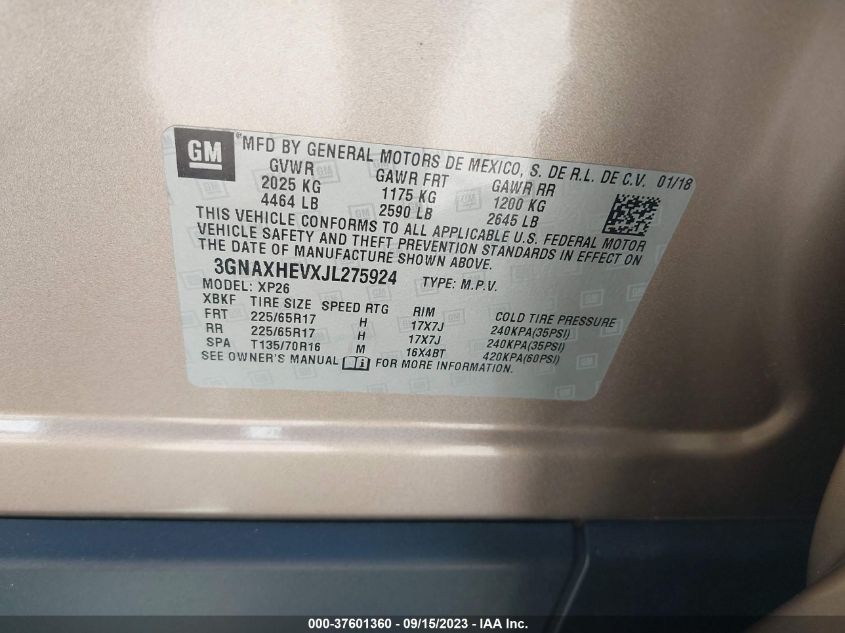 GM
® MFD BY GENERAL MOTORS DE MEXICO, S. DE R.L. DE C.V. 01/18
GVWR GAWR FRT GAWR RR
2025 KG 1175 KG 1200 KG
4464 LB 2590 LB 2645 LB
THIS VEHICLE CONFORMS TO ALL APPLICABLE U.S. FEDERAL MOTOR
VEHICLE SAFETY AND THEFT PREVENTION STANDARDS IN EFFECT ON
THE DATE OF MANUFACTURE SHOWN ABOVE.
3GNAXHEVXJL275924 TYPE: M.P.V.
MODEL: XP26
XBKF TIRE SIZE SPEED RTG RIM COLD TIRE PRESSURE
FRT 225/65R17 H 17X7J 240KPA(35PSI)
RR 225/65R17 H 17X7J 240KPA(35PSI)
SPA T135/70R16 M 16X4BT 420KPA(60PSI)
SEE OWNER'S MANUAL i FOR MORE INFORMATION.
000-37601360 - 09/15/2023 - IAA Inc.